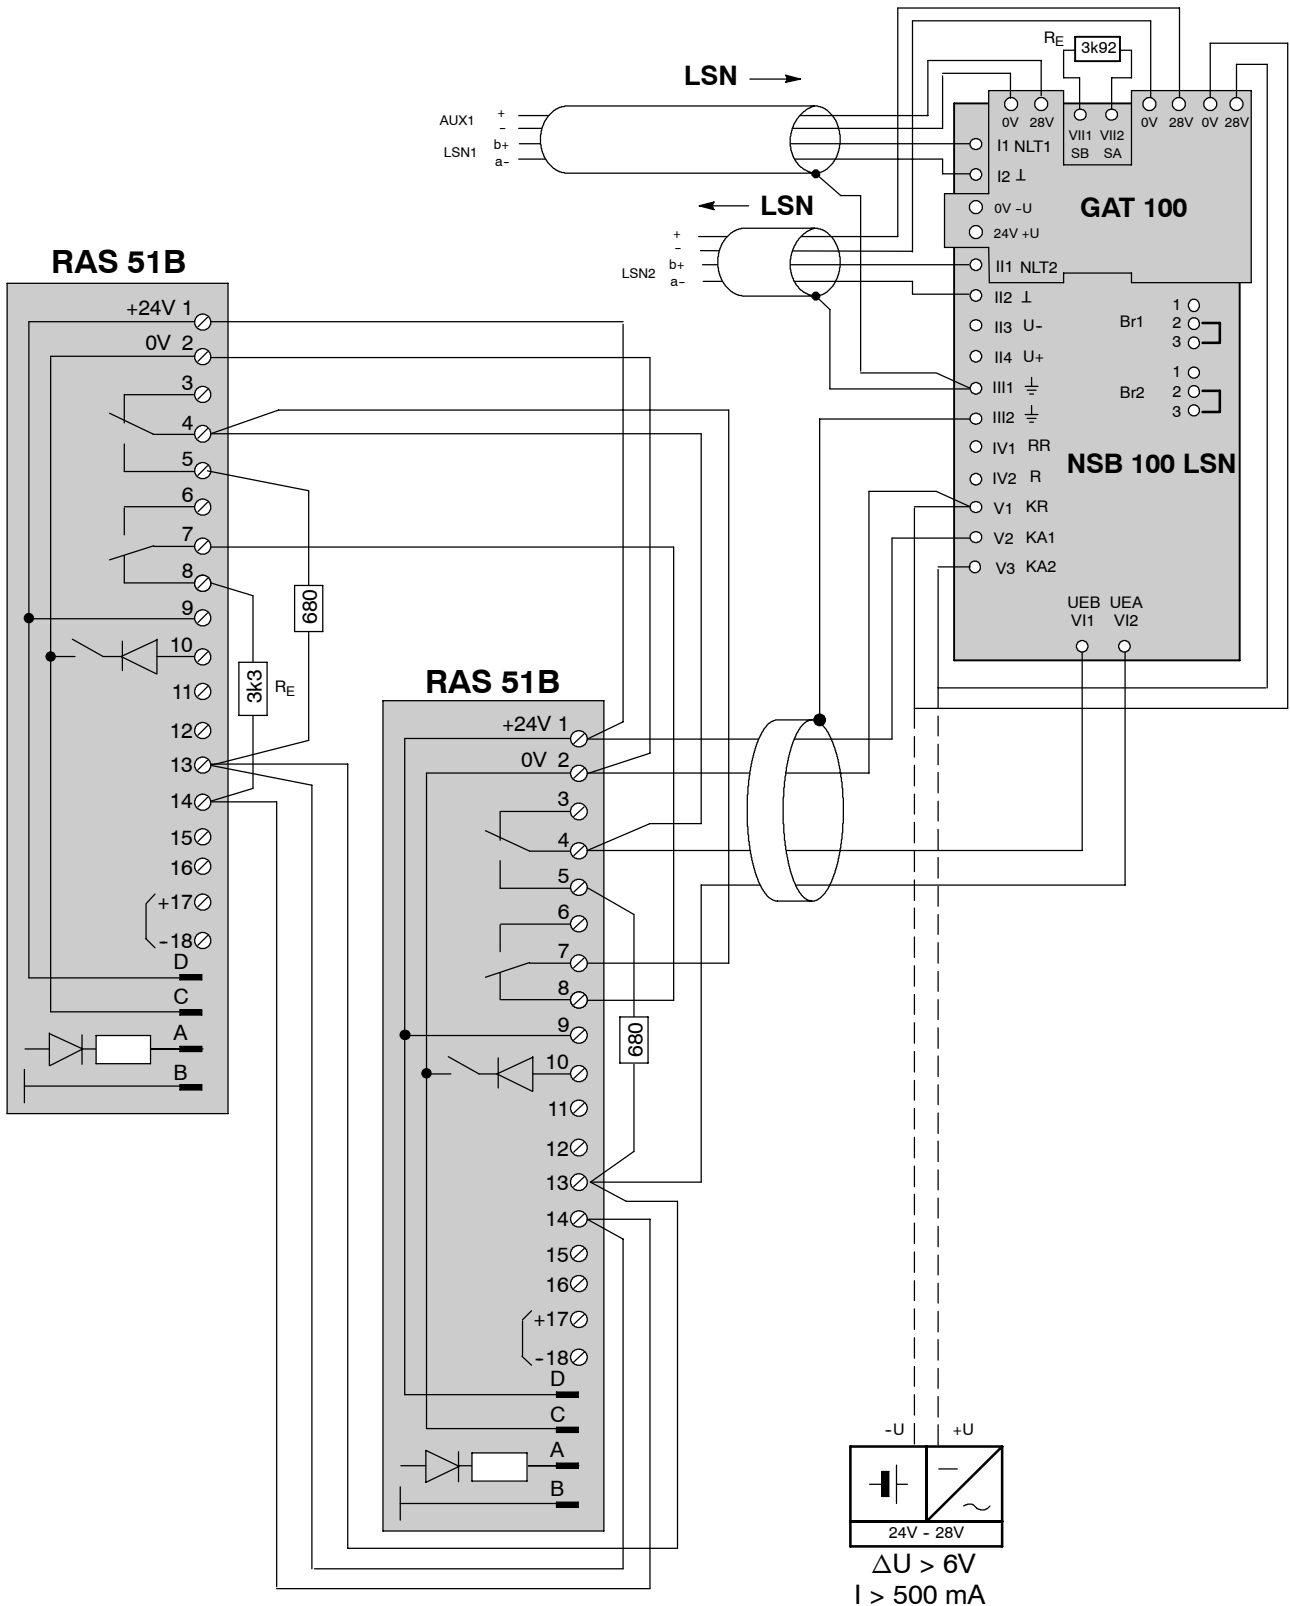 LSN
AUX1
+
-
LSN1
b+
a-
LSN
+
-
LSN2
b+
a-
RE
3k92
0V 28V
VII1 VII2
SB SA
0V 28V 0V 28V
I1 NLT1
I2 ⊥
0V -U
24V +U
GAT 100
II1 NLT2
II2 ⊥
II3 U-
II4 U+
III1 ⏚
III2 ⏚
IV1 RR
IV2 R
V1 KR
V2 KA1
V3 KA2
Br1
1
2
3
Br2
1
2
3
NSB 100 LSN
UEB UEA
VI1 VI2
RAS 51B
+24V 1
0V 2
3
4
5
6
7
8
9
10
11
12
13
14
15
16
+17
-18
D
C
A
B
680
3k3
RE
RAS 51B
+24V 1
0V 2
3
4
5
6
7
8
9
10
11
12
13
14
15
16
+17
-18
D
C
A
B
680
-U +U
24V - 28V
ΔU > 6V
I > 500 mA